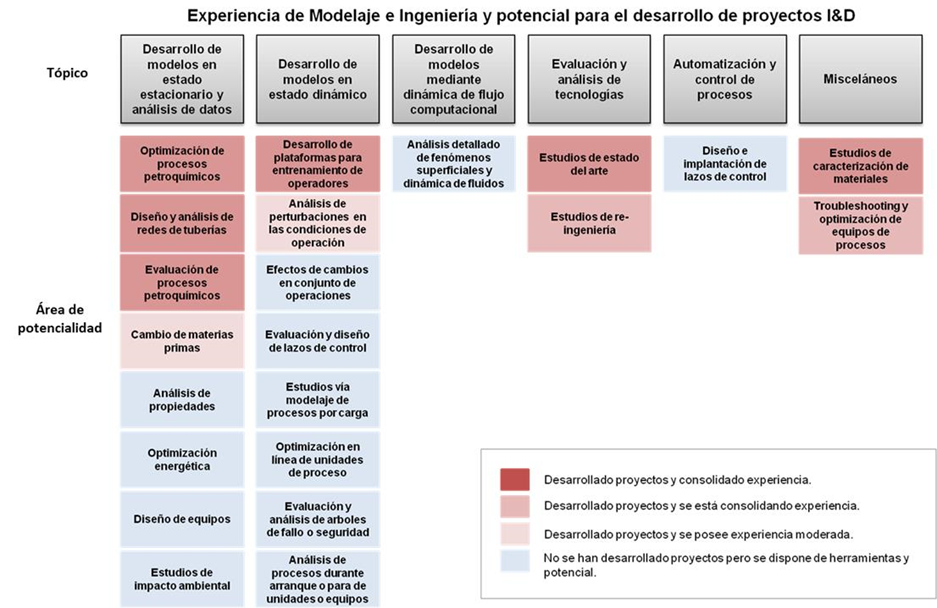 Experiencia de Modelaje e Ingeniería y potencial para el desarrollo de proyectos I&D
Tópico
Desarrollo de
modelos en
estado
estacionario y
análisis de datos
Desarrollo de
modelos en
estado dinámico
Desarrollo de
modelos
mediante
dinámica de flujo
computacional
Evaluación y
análisis de
tecnologías
Automatización y
control de
procesos
Misceláneos
Área de
potencialidad
Optimización de
procesos
petroquímicos
Diseño y análisis de
redes de tuberías
Evaluación de
procesos
petroquímicos
Cambio de materias
primas
Análisis de
propiedades
Optimización
energética
Diseño de equipos
Estudios de
impacto ambiental
Desarrollo de
plataformas para
entrenamiento de
operadores
Análisis de
perturbaciones en
las condiciones de
operación
Efectos de cambios
en conjunto de
operaciones
Evaluación y diseño
de lazos de control
Estudios vía
modelaje de
procesos por carga
Optimización en
línea de unidades
de proceso
Evaluación y
análisis de arboles
de fallo o seguridad
Análisis de
procesos durante
arranque o para de
unidades o equipos
Análisis detallado
de fenómenos
superficiales y
dinámica de fluidos
Estudios de estado
del arte
Estudios de re-
ingeniería
Diseño e
implantación de
lazos de control
Estudios de
caracterización de
materiales
Troubleshooting y
optimización de
equipos de
procesos
Desarrollado proyectos y consolidado experiencia.
Desarrollado proyectos y se está consolidando experiencia.
Desarrollado proyectos y se posee experiencia moderada.
No se han desarrollado proyectos pero se dispone de herramientas y
potencial.